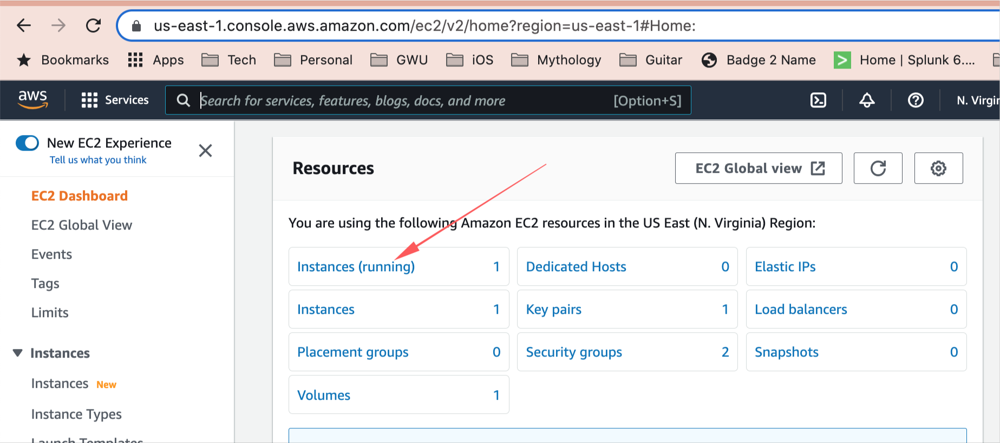 us-east-1.console.aws.amazon.com/ec2/v2/home?region=us-east-1#Home:
Bookmarks Apps Tech Personal GWU iOS Mythology Guitar Badge 2 Name Home | Splunk 6....
aws Services Search for services, features, blogs, docs, and more [Option+S] N.
New EC2 Experience
Tell us what you think
EC2 Dashboard
EC2 Global View
Events
Tags
Limits
Instances
Instances New
Instance Types
Launch Templates
Resources
EC2 Global view
You are using the following Amazon EC2 resources in the US East (N. Virginia) Region:
Instances (running) 1 Dedicated Hosts 0 Elastic IPs 0
Instances 1 Key pairs 1 Load balancers 0
Placement groups 0 Security groups 2 Snapshots 0
Volumes 1